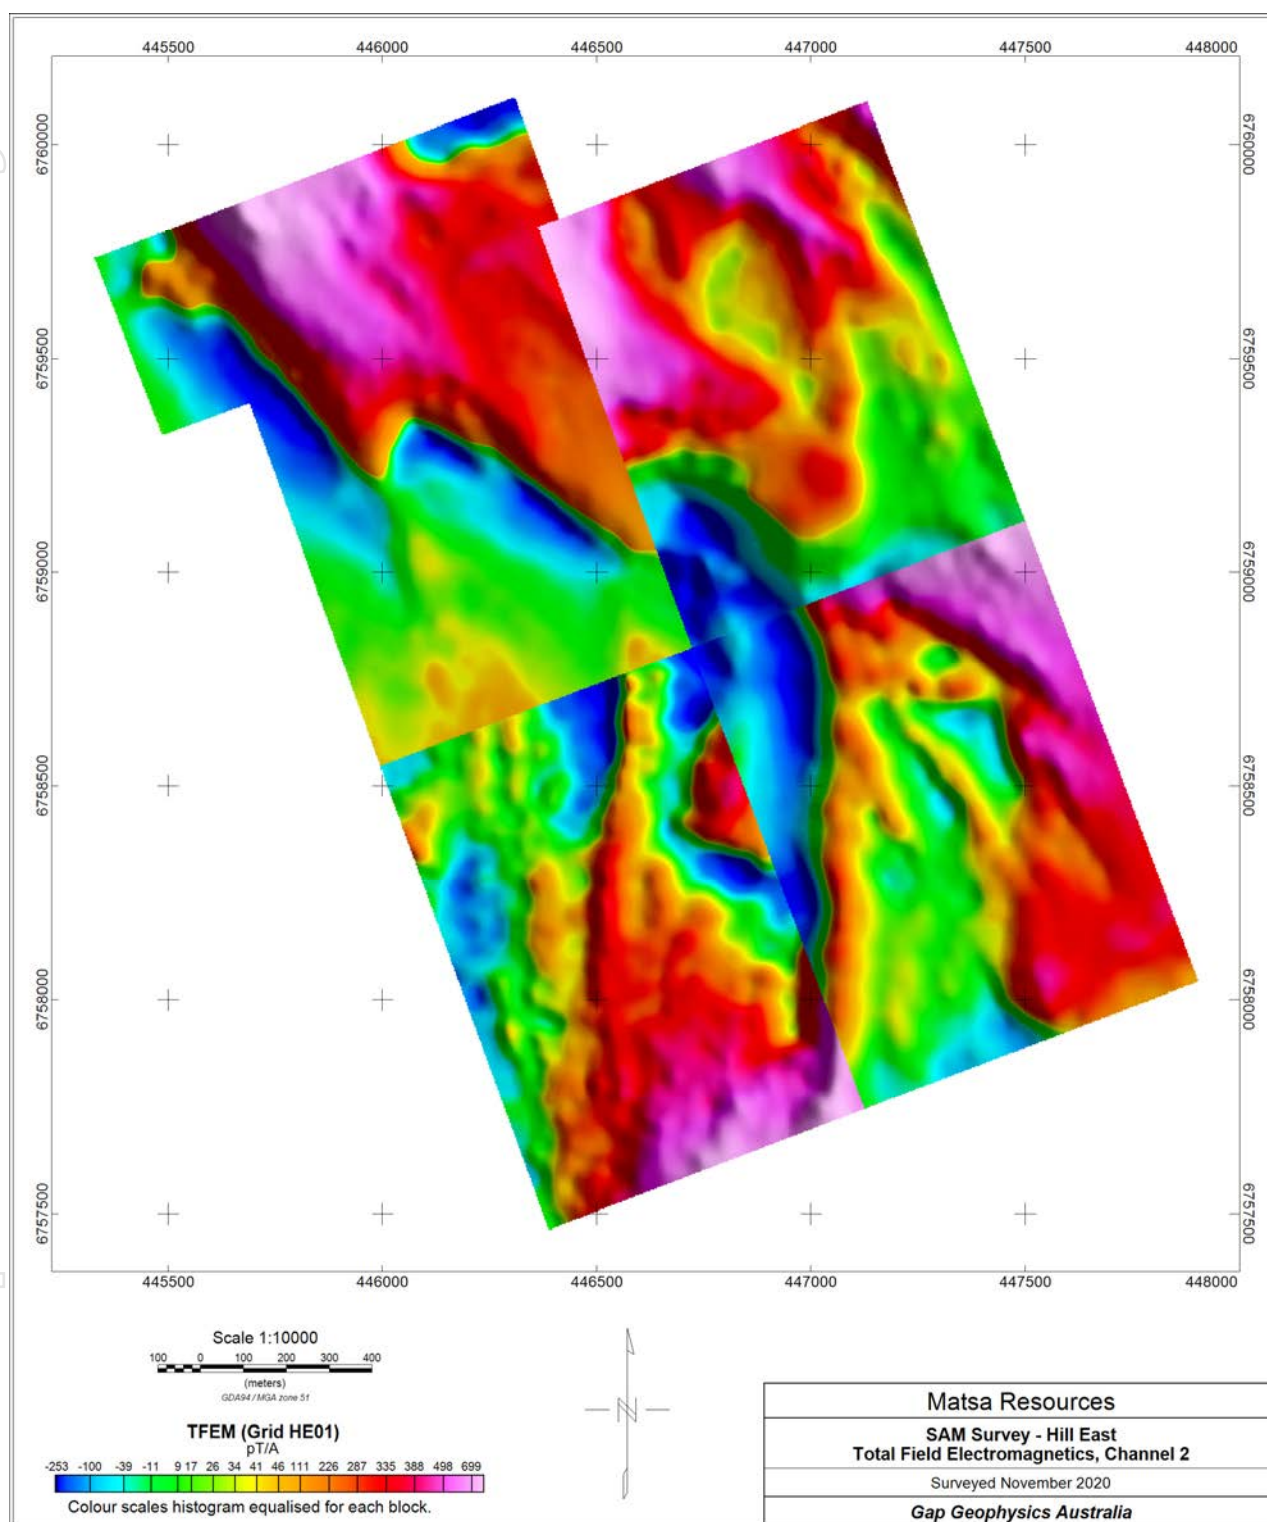 445500 446000 446500 447000 447500 448000
6760000 6760000
6759500 6759500
6759000 6759000
6758500 6758500
6758000 6758000
6757500 6757500
445500 446000 446500 447000 447500 448000
Scale 1:10000
100 0 100 200 300 400
(meters)
GDA94 / MGA zone 51
N
TFEM (Grid HE01)
pT/A
-253 -100 -39 -11 9 17 26 34 41 46 111 226 287 335 388 498 699
Colour scales histogram equalised for each block.
Matsa Resources
SAM Survey - Hill East
Total Field Electromagnetics, Channel 2
Surveyed November 2020
Gap Geophysics Australia